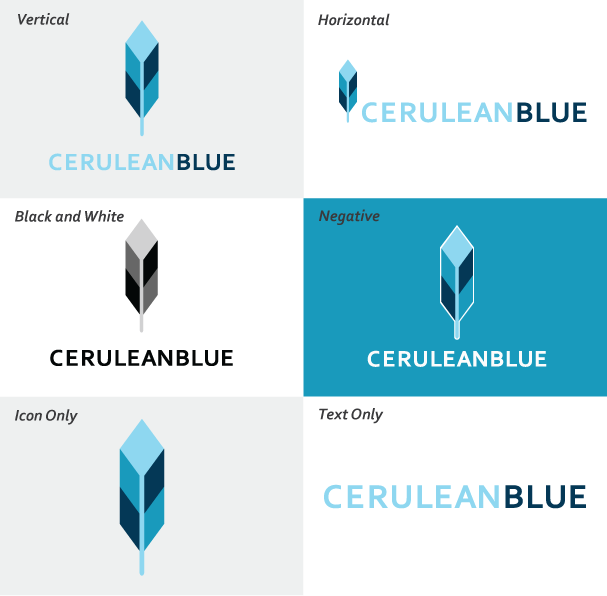 Vertical
CERULEANBLUE
Horizontal
CERULEANBLUE
Black and White
CERULEANBLUE
Negative
CERULEANBLUE
Icon Only
Text Only
CERULEANBLUE